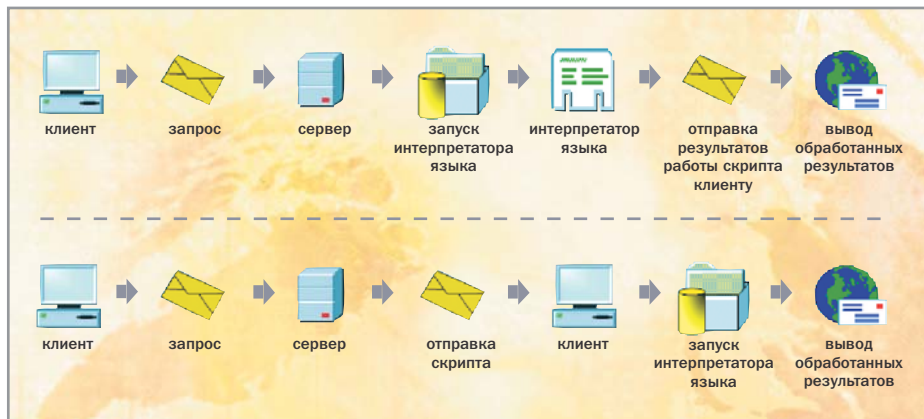 клиент
запрос
сервер
запуск
интерпретатора
языка
интерпретатор
языка
отправка
результатов
работы скрипта
клиенту
вывод
обработанных
результатов
клиент
запрос
сервер
отправка
скрипта
клиент
запуск
интерпретатора
языка
вывод
обработанных
результатов